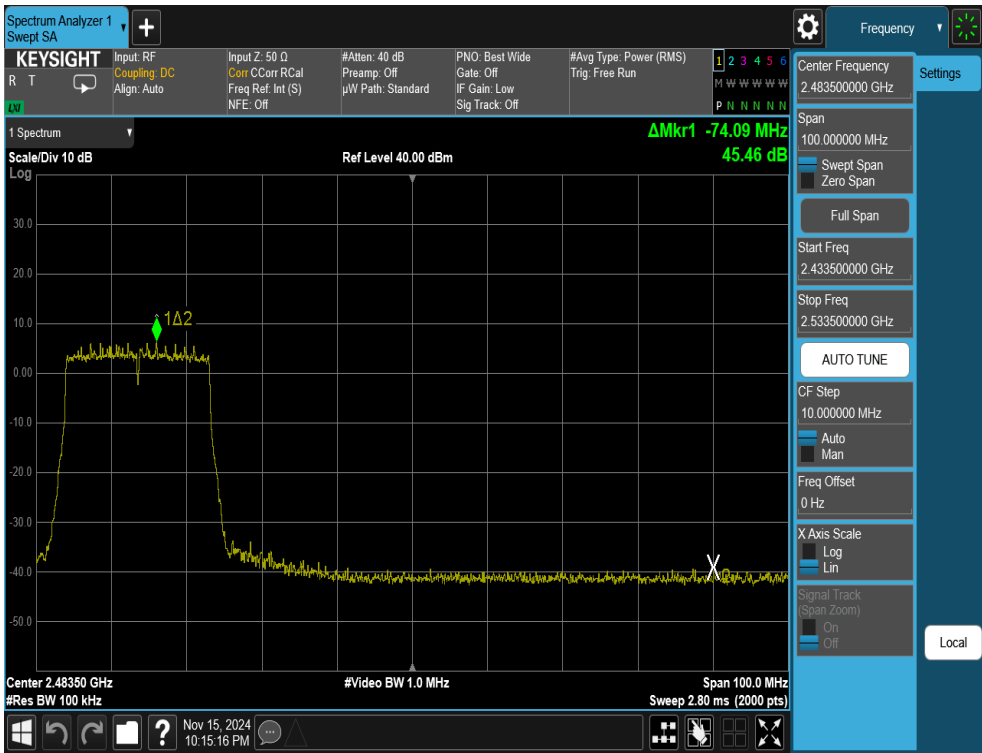 Spectrum Analyzer 1
Swept SA
+
Frequency
KEYSIGHT
R T
LXI
Input: RF
Coupling: DC
Align: Auto
Input Z: 50 Ω
Corr CCorr RCal
Freq Ref: Int (S)
NFE: Off
#Atten: 40 dB
Preamp: Off
µW Path: Standard
PNO: Best Wide
Gate: Off
IF Gain: Low
Sig Track: Off
#Avg Type: Power (RMS)
Trig: Free Run
1 2 3 4 5 6
M W W W W W
P N N N N N
1 Spectrum
ΔMkr1 -74.09 MHz
Scale/Div 10 dB
Ref Level 40.00 dBm
45.46 dB
Log
30.0
20.0
10.0
1Δ2
0.00
-10.0
-20.0
-30.0
-40.0
X
-50.0
Center 2.48350 GHz
#Video BW 1.0 MHz
Span 100.0 MHz
#Res BW 100 kHz
Sweep 2.80 ms (2000 pts)
Center Frequency
2.483500000 GHz
Settings
Span
100.000000 MHz
Swept Span
Zero Span
Full Span
Start Freq
2.433500000 GHz
Stop Freq
2.533500000 GHz
AUTO TUNE
CF Step
10.000000 MHz
Auto
Man
Freq Offset
0 Hz
X Axis Scale
Log
Lin
Signal Track
(Span Zoom)
On
Off
Local
?
Nov 15, 2024
10:15:16 PM